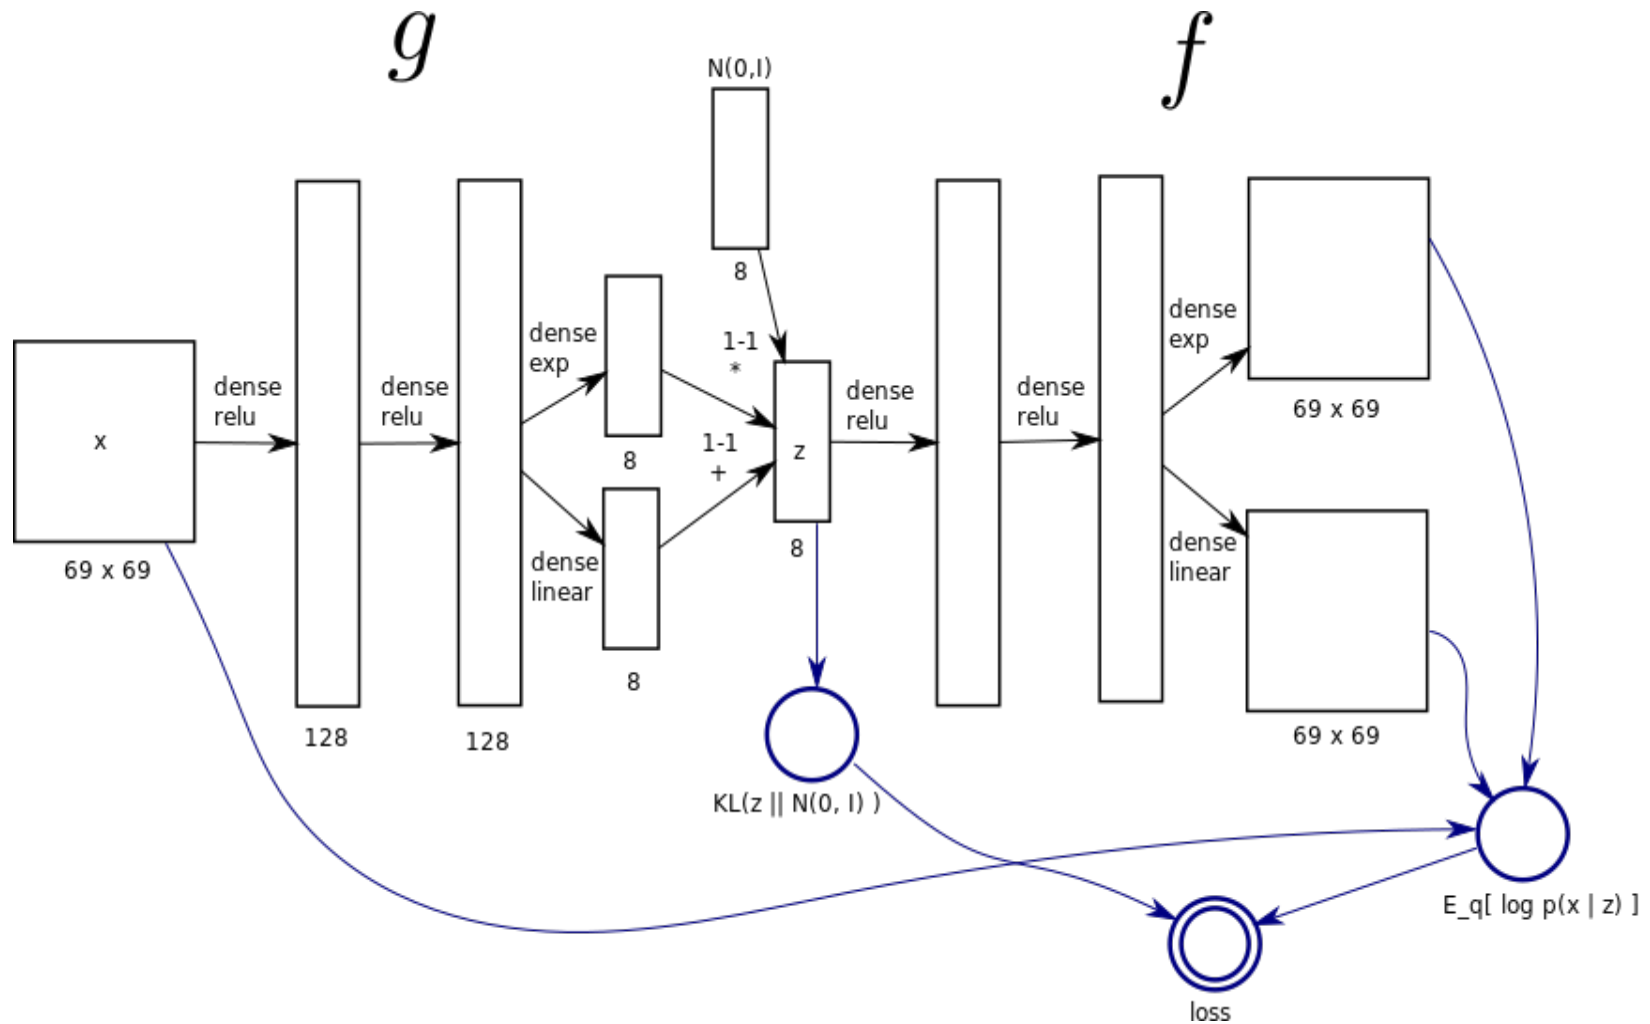 g
f
N(0,I)
8
x
69 x 69
dense
relu
128
dense
relu
128
dense
exp
8
dense
linear
8
1-1
*
1-1
+
z
8
KL(z || N(0, I) )
dense
relu
dense
relu
dense
exp
69 x 69
dense
linear
69 x 69
E_q[ log p(x | z) ]
loss